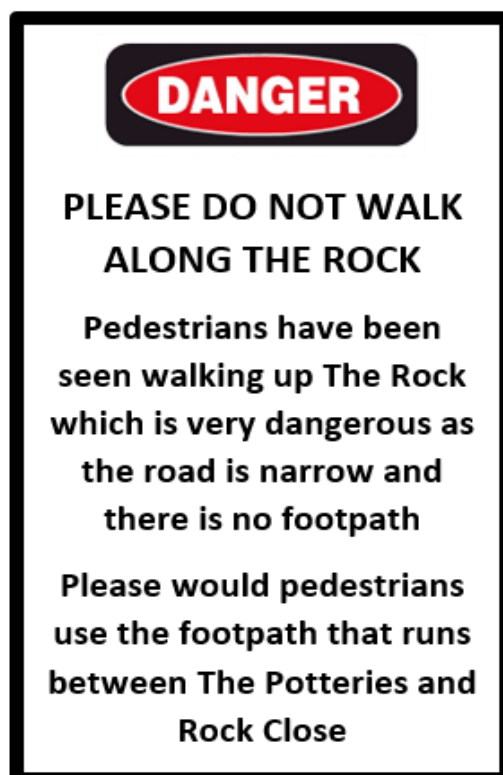 DANGER
PLEASE DO NOT WALK
ALONG THE ROCK
Pedestrians have been
seen walking up The Rock
which is very dangerous as
the road is narrow and
there is no footpath
Please would pedestrians
use the footpath that runs
between The Potteries and
Rock Close